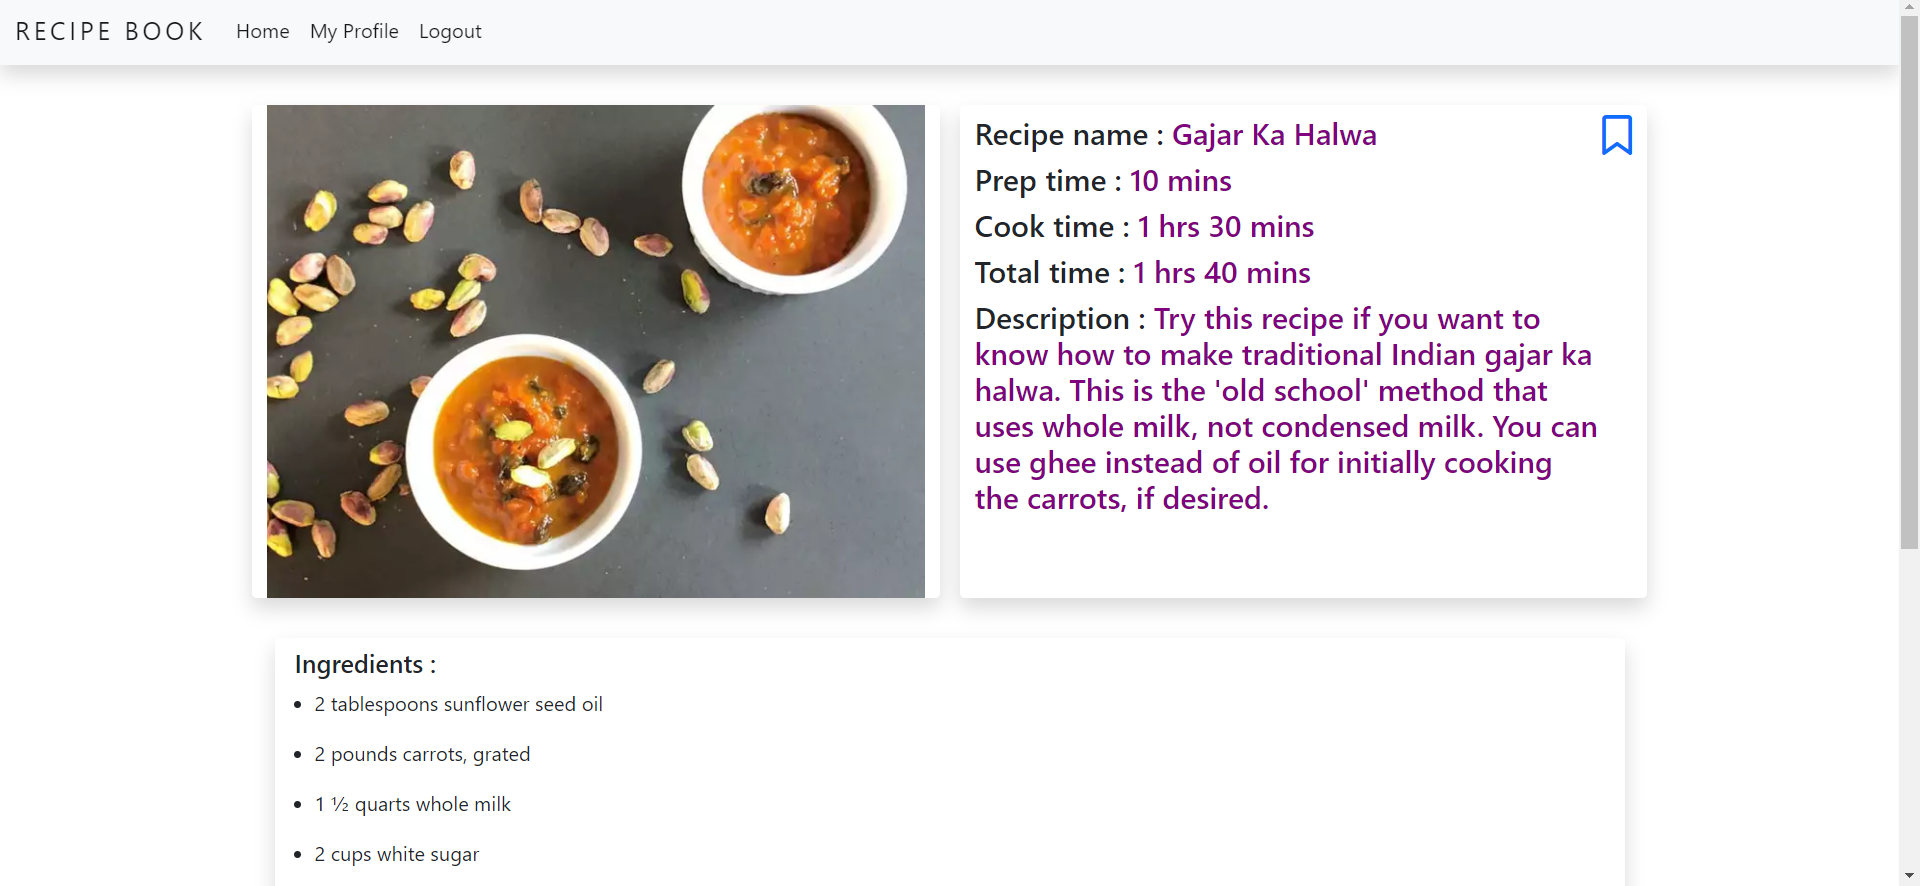 RECIPE BOOK Home My Profile Logout
Recipe name : Gajar Ka Halwa
Prep time : 10 mins
Cook time : 1 hrs 30 mins
Total time : 1 hrs 40 mins
Description : Try this recipe if you want to
know how to make traditional Indian gajar ka
halwa. This is the 'old school' method that
uses whole milk, not condensed milk. You can
use ghee instead of oil for initially cooking
the carrots, if desired.
Ingredients :
• 2 tablespoons sunflower seed oil
• 2 pounds carrots, grated
• 1 ½ quarts whole milk
• 2 cups white sugar